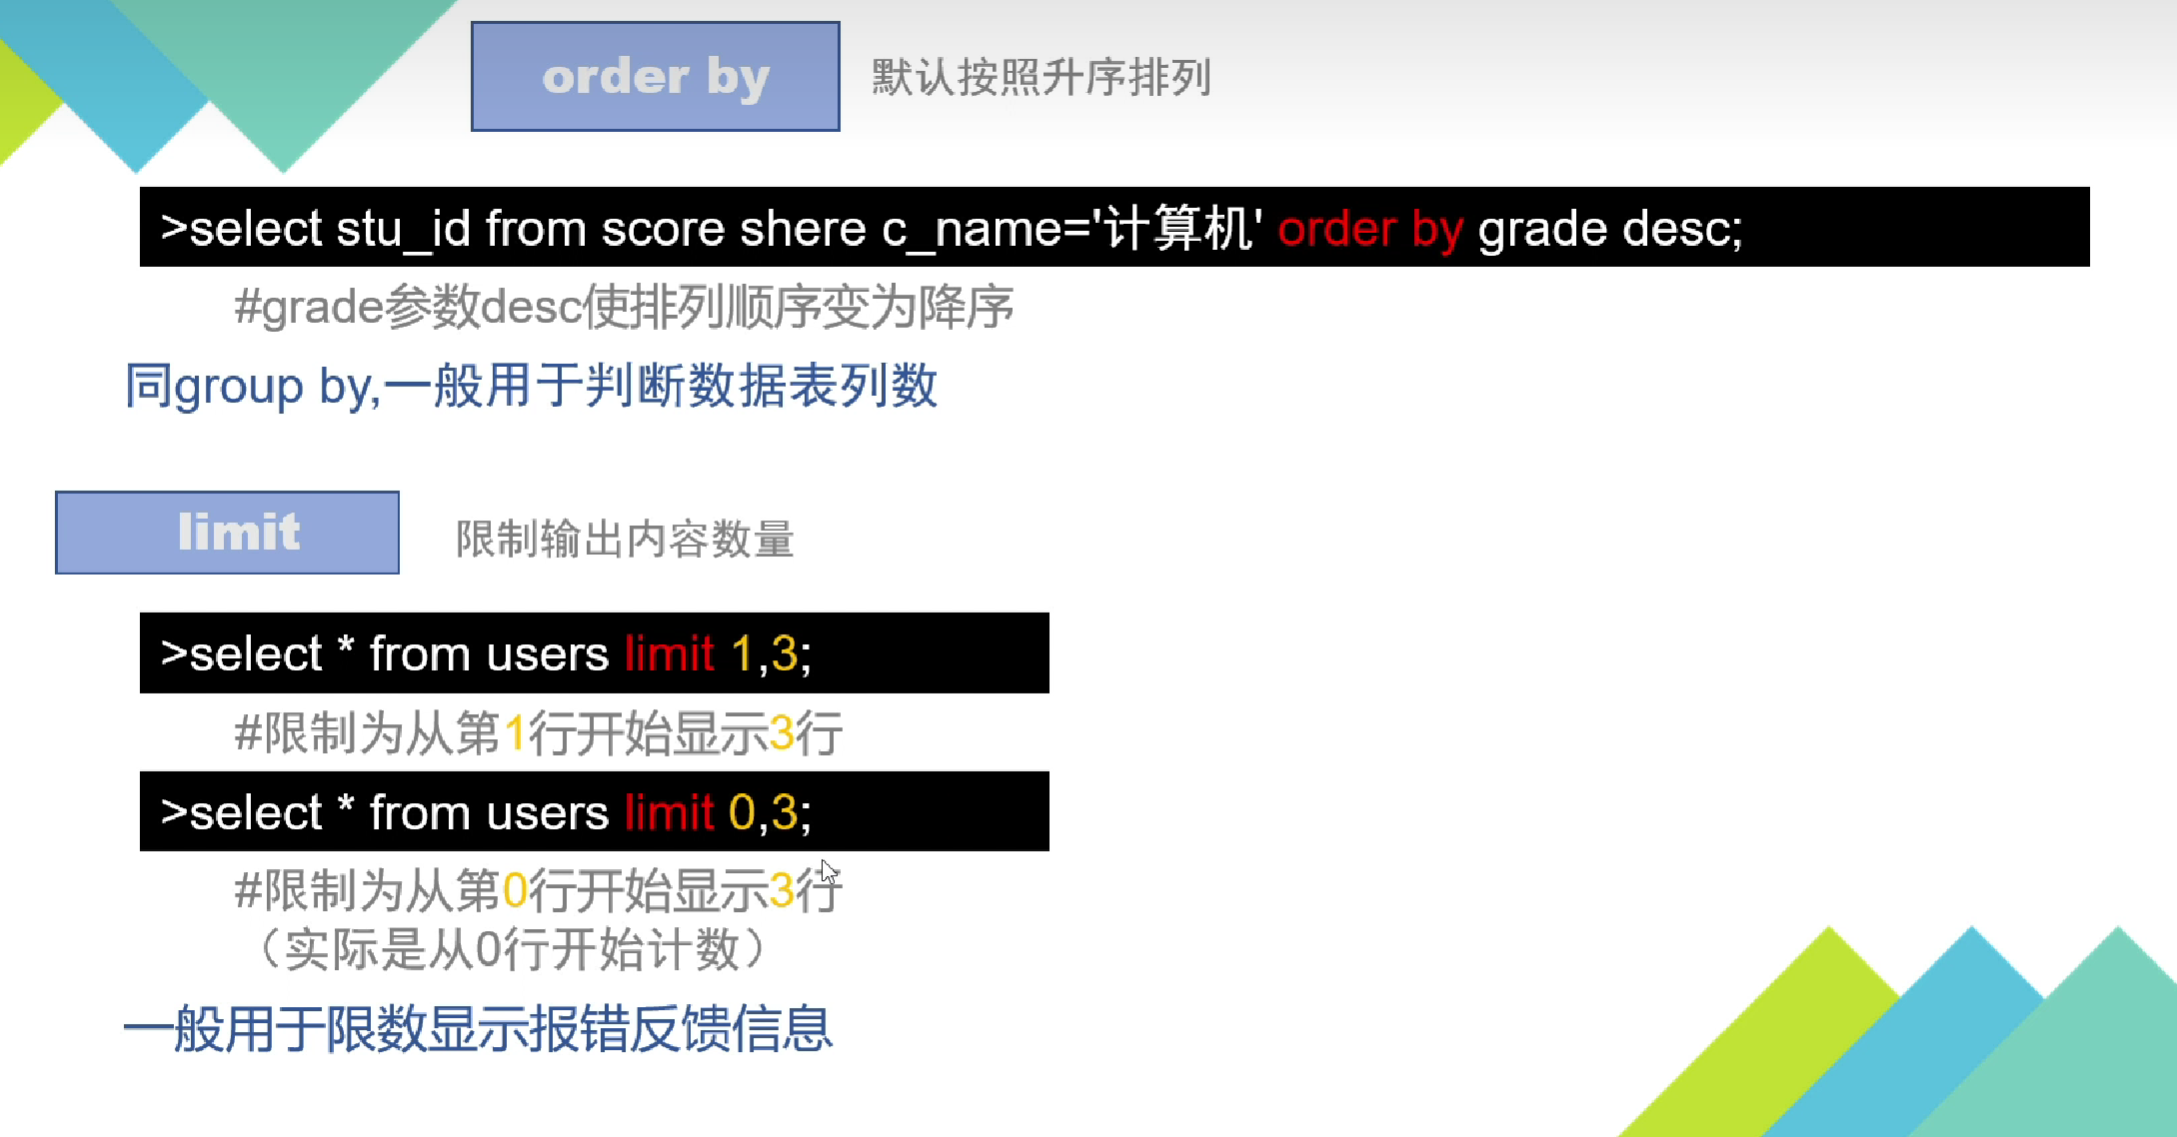 order by 默认按照升序排列
>select stu_id from score shere c_name='计算机' order by grade desc;
#grade参数desc使排列顺序变为降序
同group by,一般用于判断数据表列数
limit 限制输出内容数量
>select * from users limit 1,3;
#限制为从第1行开始显示3行
>select * from users limit 0,3;
#限制为从第0行开始显示3行
（实际是从0行开始计数）
一般用于限数显示报错反馈信息